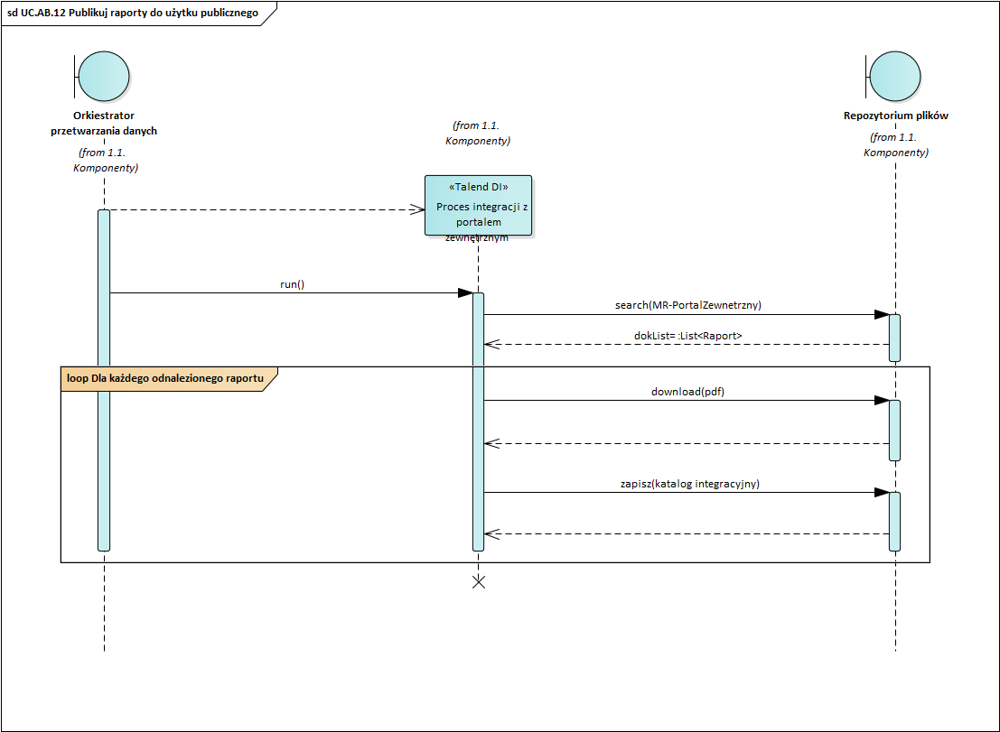 sd UC.AB.12 Publikuj raporty do użytku publicznego
Orkiestrator
przetwarzania danych
(from 1.1.
Komponenty)
(from 1.1.
Komponenty)
Repozytorium plików
(from 1.1.
Komponenty)
«Talend DI»
Proces integracji z
portalem
zewnętrznym
run()
search(MR-PortalZewnetrzny)
dokList= :List<Raport>
loop Dla każdego odnalezionego raportu
download(pdf)
zapisz(katalog integracyjny)